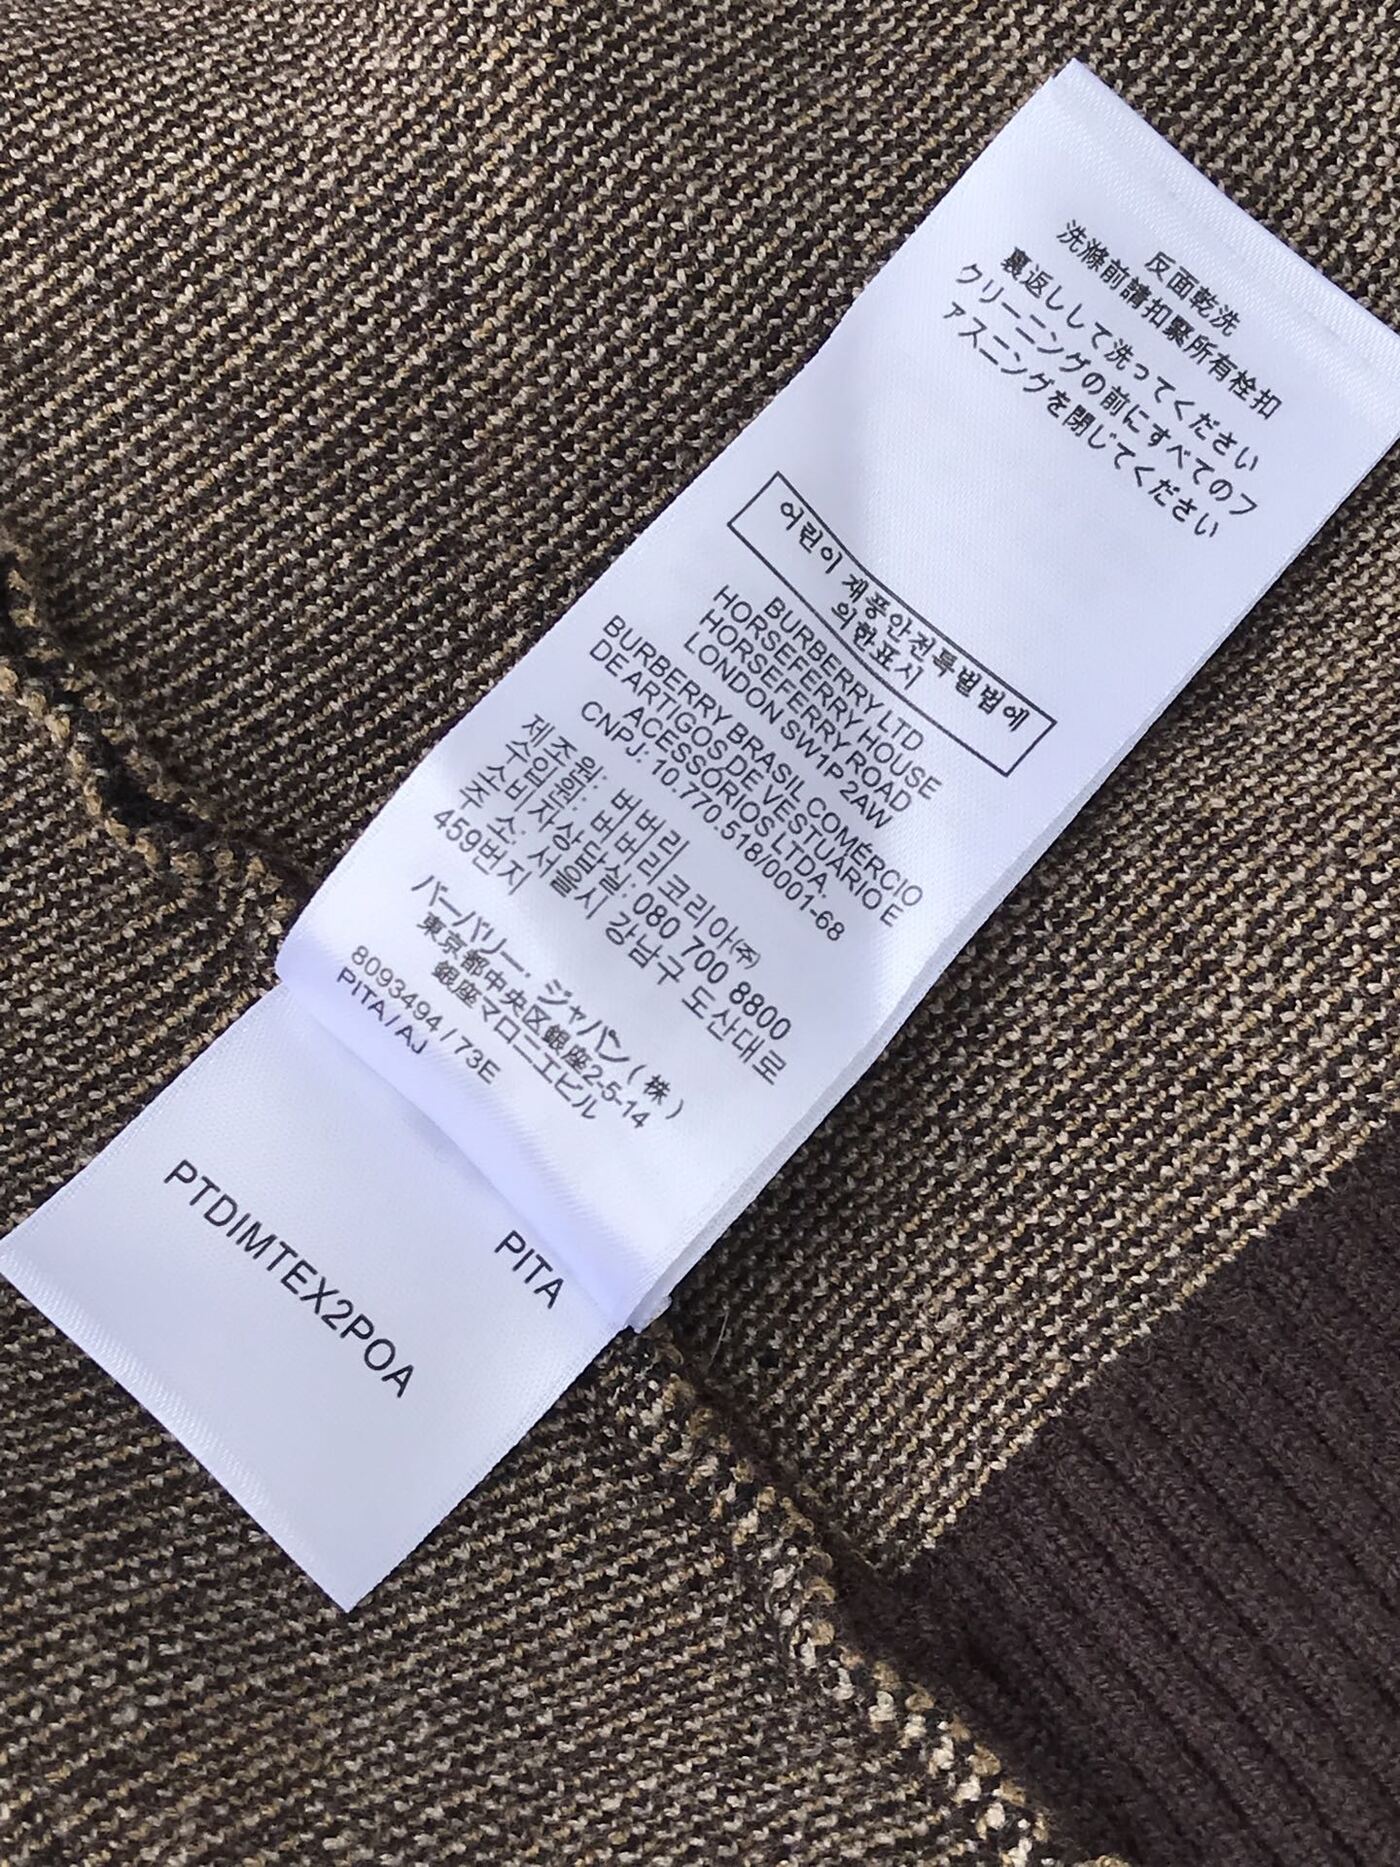 反面乾洗
洗滌前請扣緊所有栓扣
裏返しして洗ってください
クリーニングの前にすべてのフ
ァスニングを閉じてください
어린이 제품안전특별법에
의한표시
BURBERRY LTD
HORSEFERRY HOUSE
HORSEFERRY ROAD
LONDON SW1P 2AW
BURBERRY BRASIL COMÉRCIO
DE ARTIGOS DE VESTUÁRIO E
ACESSÓRIOS LTDA.
CNPJ: 10.770.518/0001-68
제조원: 버버리
수입원: 버버리코리아㈜
소비자상담실: 080 700 8800
주 소: 서울시 강남구 도산대로
459번지
バーバリー・ジャパン(株)
東京都中央区銀座2-5-14
銀座マロニエビル
8093494 / 73E
PITA / AJ
PITA
PTDIMTEX2POA